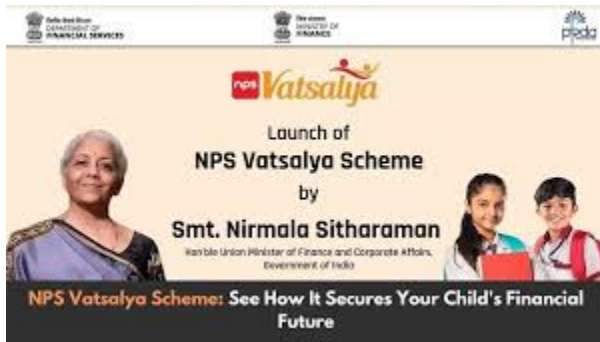 DEPARTMENT OF
FINANCIAL SERVICES
MINISTRY OF
FINANCE
nps Vatsalya
Launch of
NPS Vatsalya Scheme
by
Smt. Nirmala Sitharaman
Hon'ble Union Minister of Finance and Corporate Affairs,
Government of India
NPS Vatsalya Scheme: See How It Secures Your Child's Financial
Future